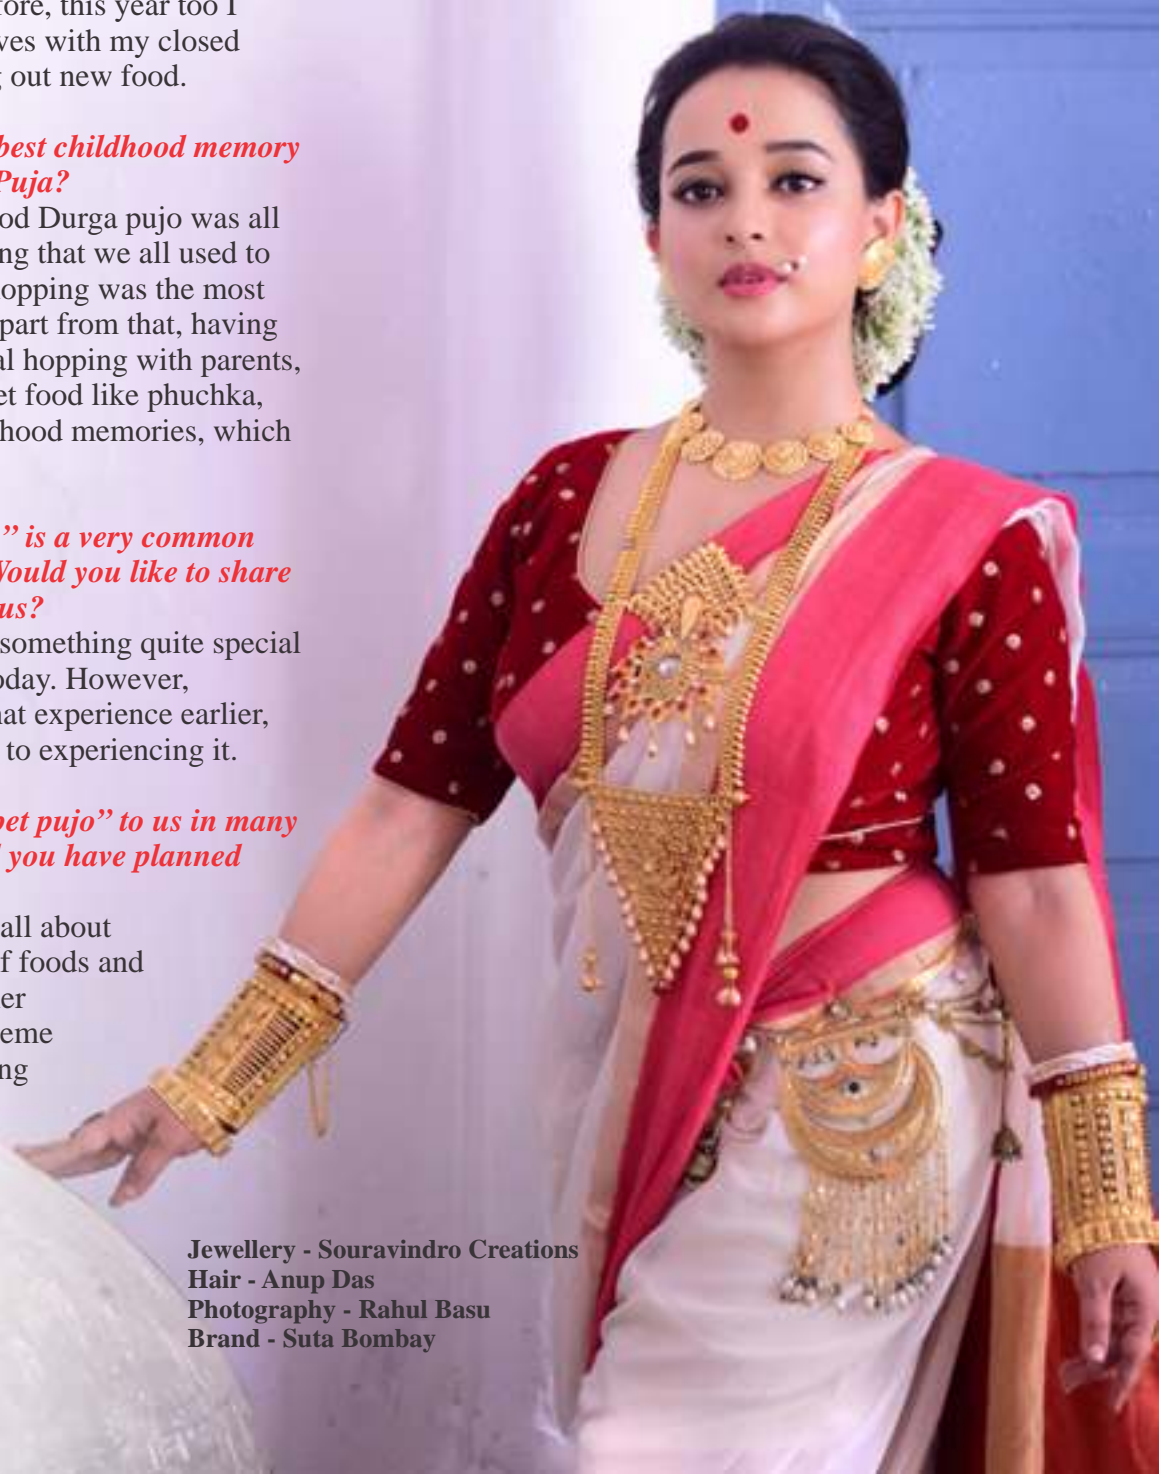 fore, this year too I
ves with my closed
g out new food.
best childhood memory
Puja?
od Durga pujo was all
ng that we all used to
opping was the most
part from that, having
al hopping with parents,
et food like phuchka,
hood memories, which
” is a very common
Would you like to share
us?
something quite special
oday. However,
hat experience earlier,
to experiencing it.
pet pujo” to us in many
you have planned
all about
f foods and
er
eme
ng
Jewellery - Souravindro Creations
Hair - Anup Das
Photography - Rahul Basu
Brand - Suta Bombay